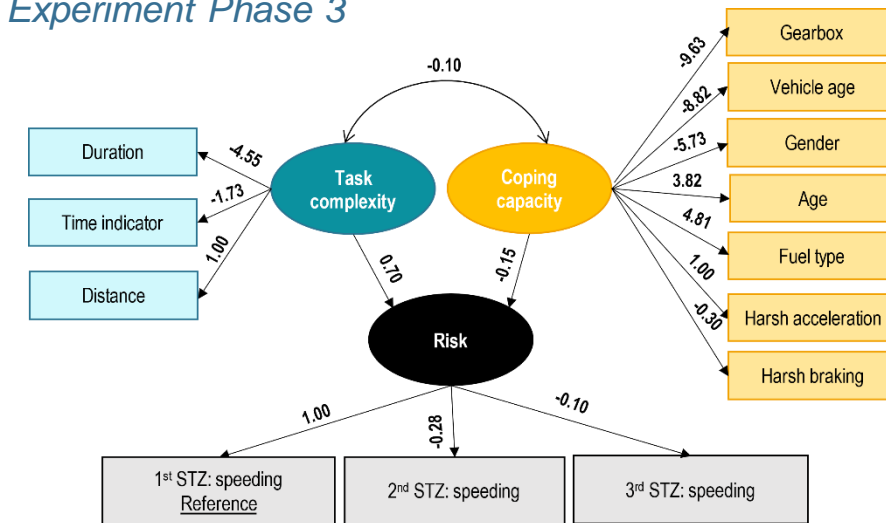 Experiment Phase 3
-0.10
Gearbox
-9.63
Vehicle age
-8.82
Gender
-5.73
Age
3.82
Fuel type
4.81
Harsh acceleration
1.00
Harsh braking
-0.30
Duration
-4.55
Time indicator
-1.73
Distance
1.00
Task
complexity
Coping
capacity
0.70
-0.15
Risk
1.00
-0.28
-0.10
1st STZ: speeding
Reference
2nd STZ: speeding
3rd STZ: speeding